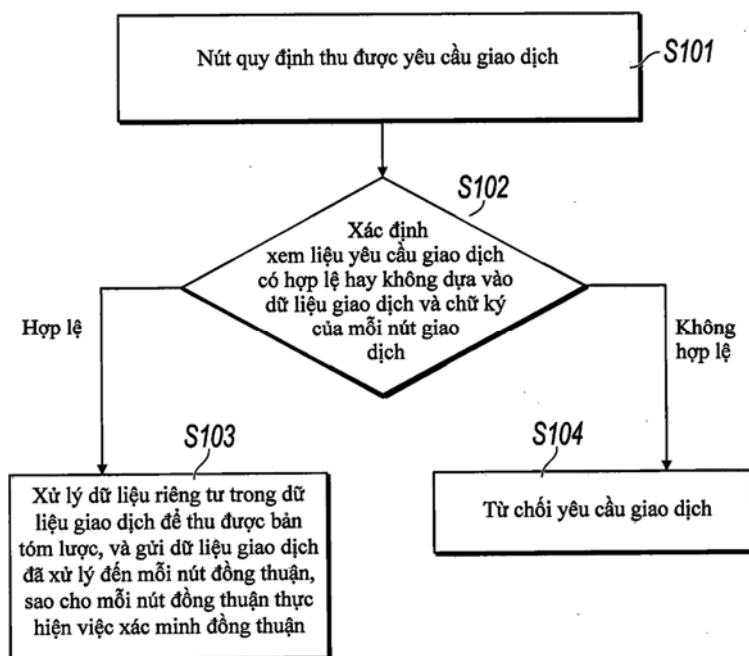 Nút quy định thu được yêu cầu giao dịch
S101
S102
Xác định
xem liệu yêu cầu giao dịch
có hợp lệ hay không dựa vào
dữ liệu giao dịch và chữ ký
của mỗi nút giao
dịch
Hợp lệ
Không
hợp lệ
S103
Xử lý dữ liệu riêng tư trong dữ
liệu giao dịch để thu được bản
tóm lược, và gửi dữ liệu giao dịch
đã xử lý đến mỗi nút đồng thuận,
sao cho mỗi nút đồng thuận thực
hiện việc xác minh đồng thuận
S104
Từ chối yêu cầu giao dịch